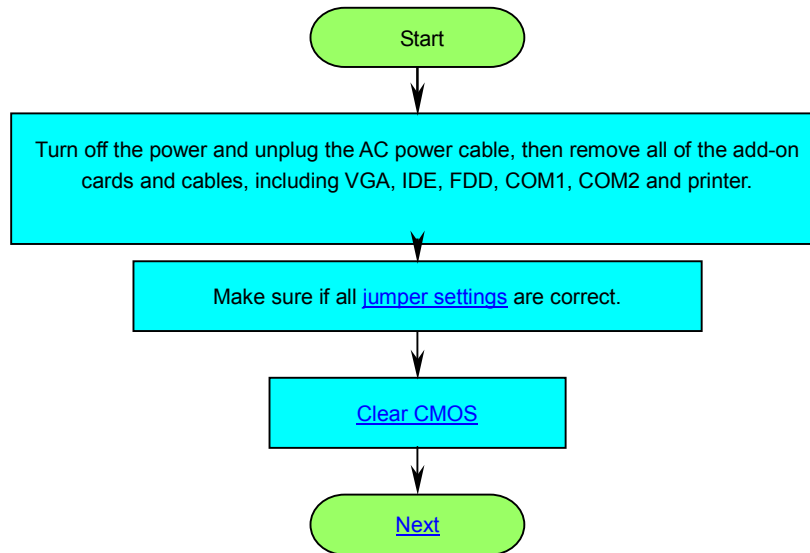 Start
Turn off the power and unplug the AC power cable, then remove all of the add-on
cards and cables, including VGA, IDE, FDD, COM1, COM2 and printer.
Make sure if all jumper settings are correct.
Clear CMOS
Next